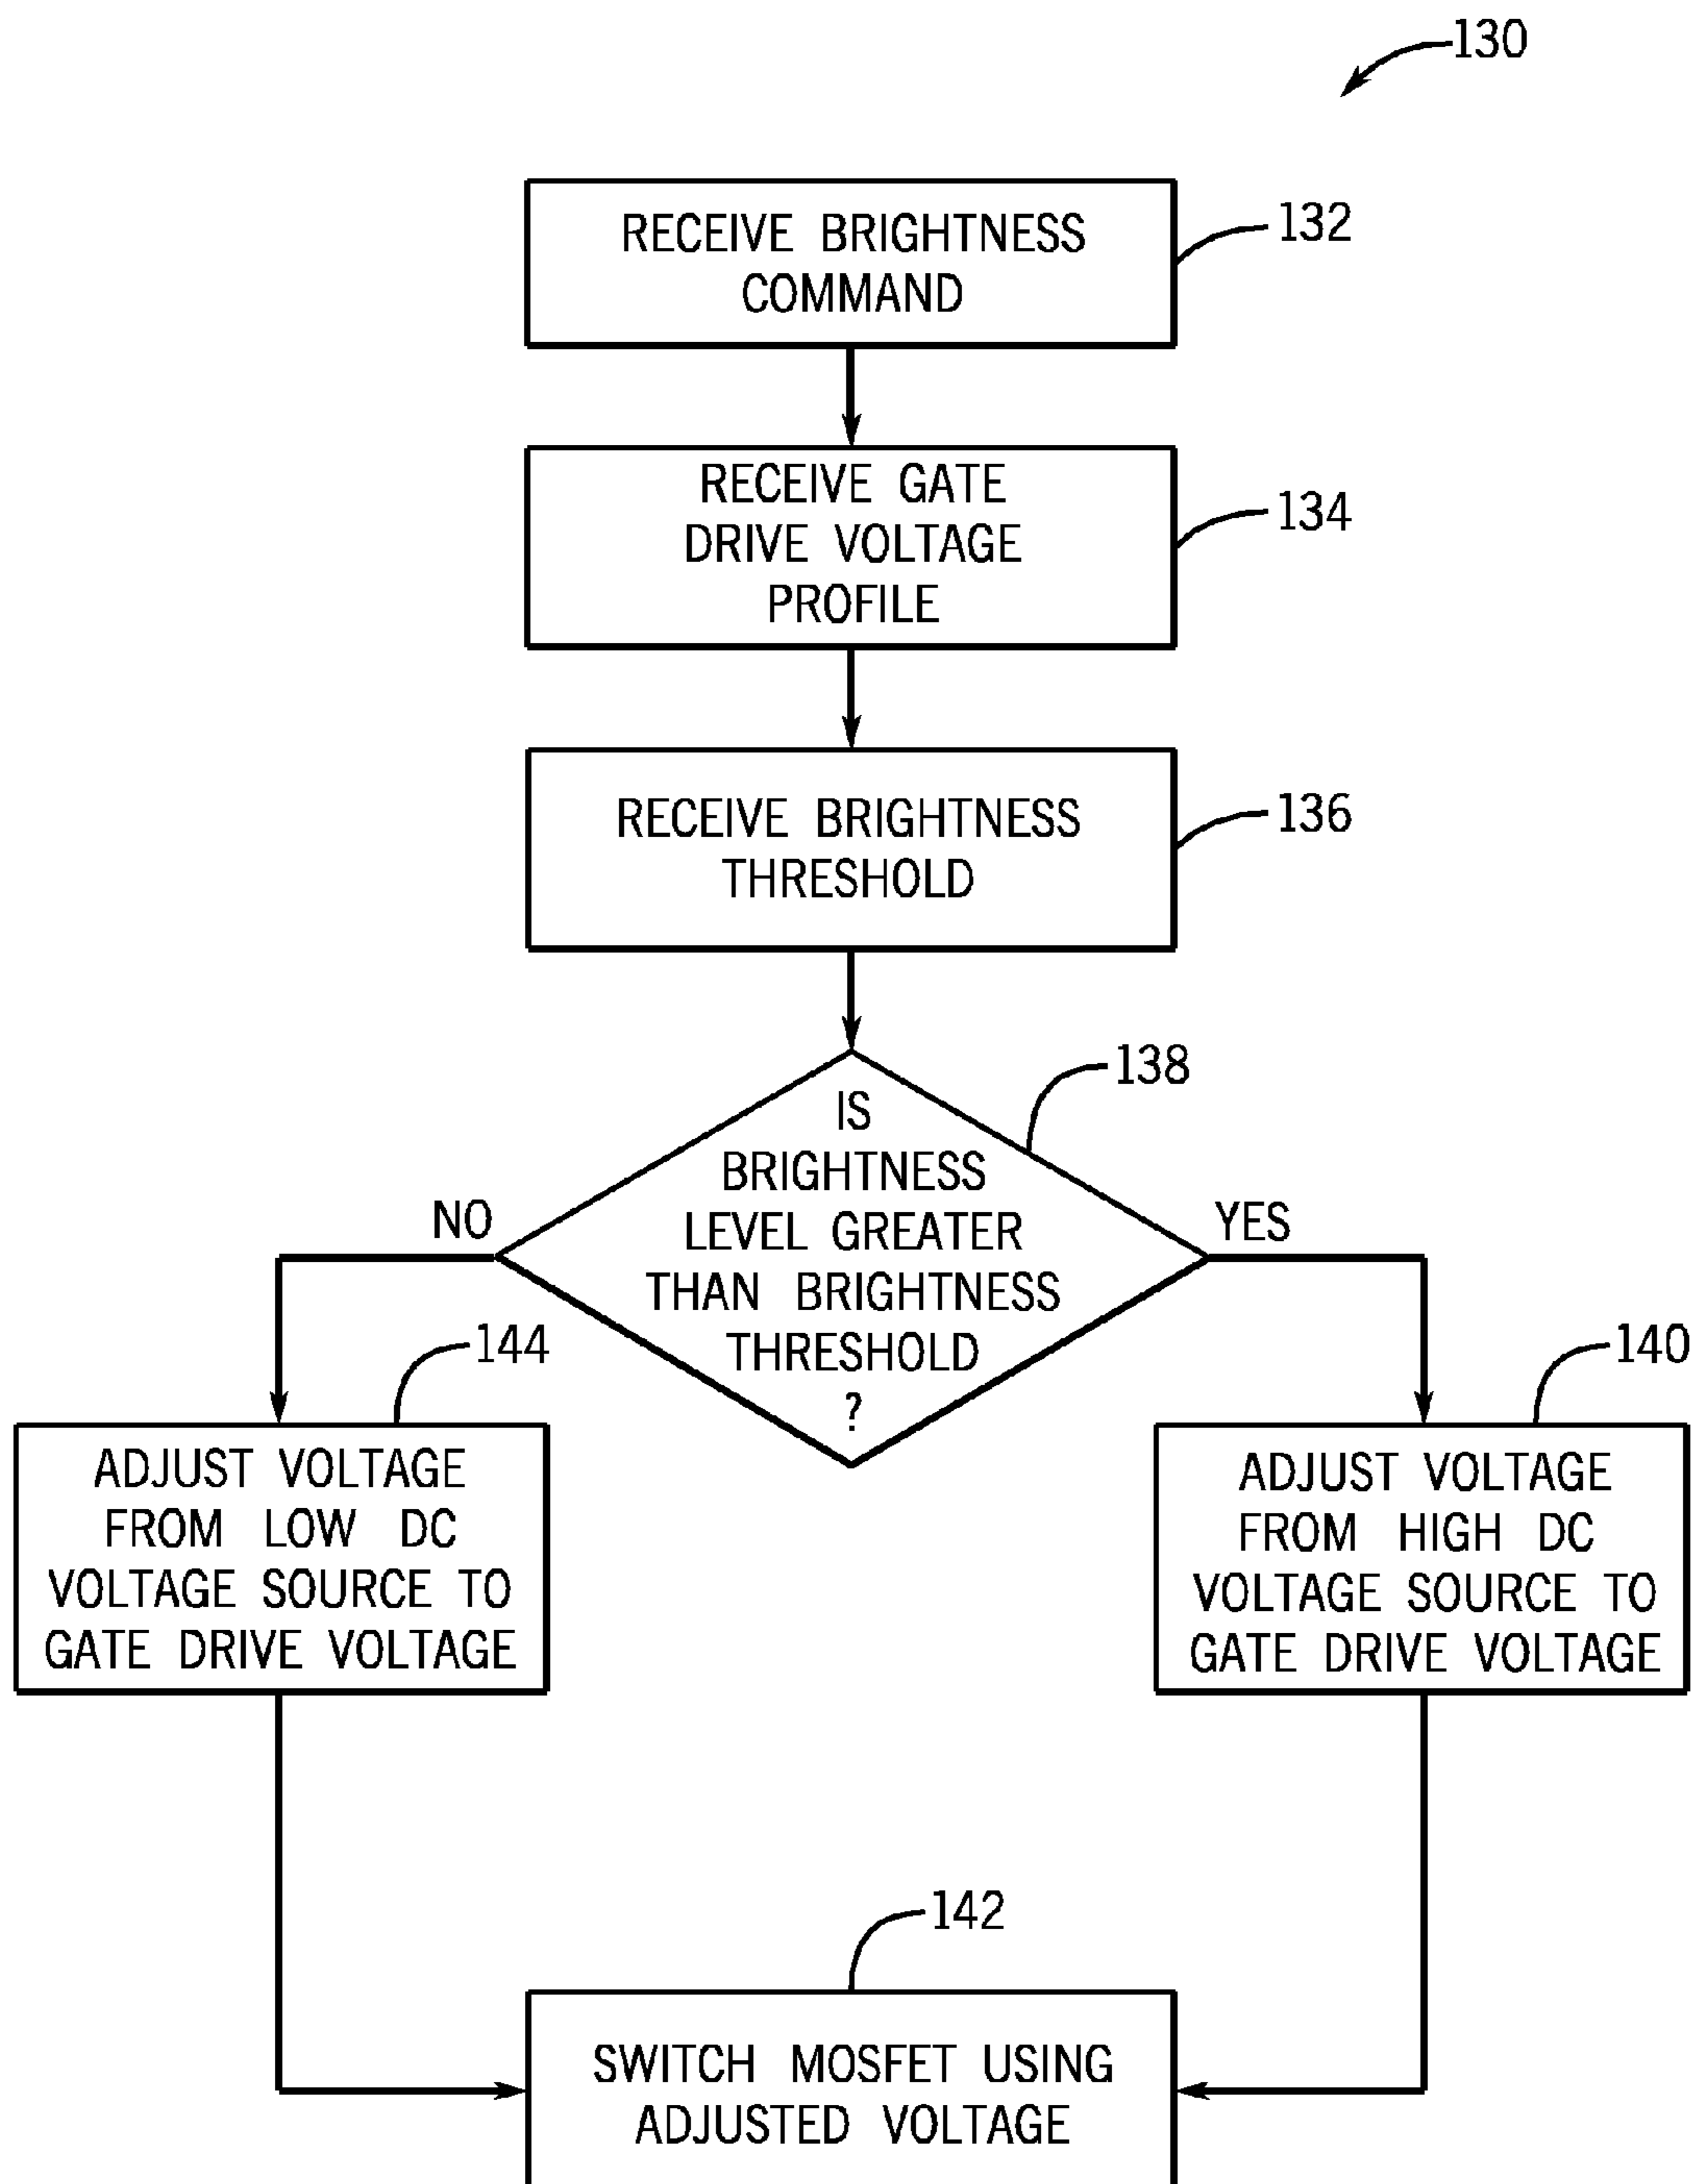 130
RECEIVE BRIGHTNESS
COMMAND
132
RECEIVE GATE
DRIVE VOLTAGE
PROFILE
134
RECEIVE BRIGHTNESS
THRESHOLD
136
138
IS
BRIGHTNESS
LEVEL GREATER
THAN BRIGHTNESS
THRESHOLD
?
NO
YES
144
ADJUST VOLTAGE
FROM LOW DC
VOLTAGE SOURCE TO
GATE DRIVE VOLTAGE
140
ADJUST VOLTAGE
FROM HIGH DC
VOLTAGE SOURCE TO
GATE DRIVE VOLTAGE
142
SWITCH MOSFET USING
ADJUSTED VOLTAGE